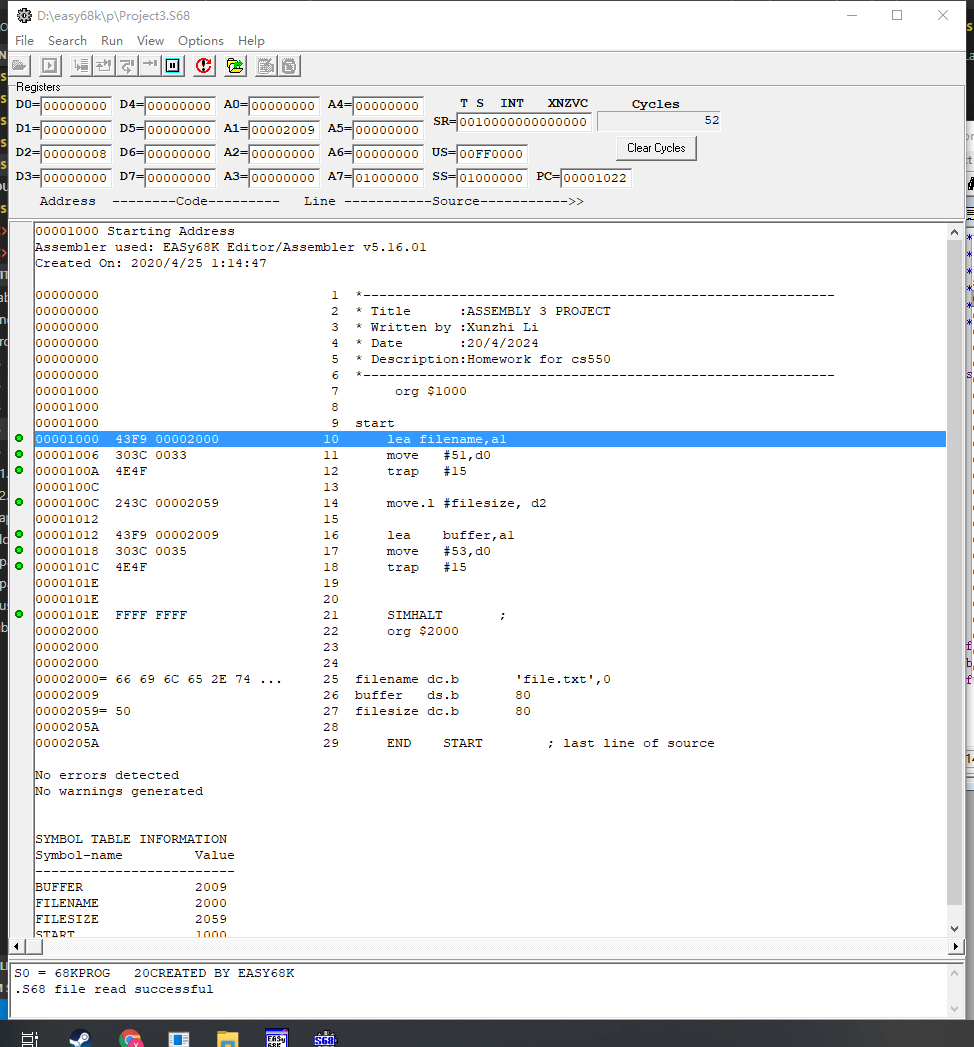 D:\easy68k\p\Project3.S68
File Search Run View Options Help
Registers
D0=00000000 D4=00000000 A0=00000000 A4=00000000 T S INT XNZVC Cycles
D1=00000000 D5=00000000 A1=00002009 A5=00000000 SR=0010000000000000 52
D2=00000008 D6=00000000 A2=00000000 A6=00000000 US=00FF0000 Clear Cycles
D3=00000000 D7=00000000 A3=00000000 A7=01000000 SS=01000000 PC=00001022
Address --------Code--------- Line -----------Source----------->>
00001000 Starting Address
Assembler used: EASy68K Editor/Assembler v5.16.01
Created On: 2020/4/25 1:14:47
00000000 1 *-----------------------------------------------------------
00000000 2 * Title :ASSEMBLY 3 PROJECT
00000000 3 * Written by :Xunzhi Li
00000000 4 * Date :20/4/2024
00000000 5 * Description:Homework for cs550
00000000 6 *-----------------------------------------------------------
00001000 7 org $1000
00001000 8
00001000 9 start
00001000 43F9 00002000 10 lea filename,a1
00001006 303C 0033 11 move #51,d0
0000100A 4E4F 12 trap #15
0000100C 13
0000100C 243C 00002059 14 move.l #filesize, d2
00001012 15
00001012 43F9 00002009 16 lea buffer,a1
00001018 303C 0035 17 move #53,d0
0000101C 4E4F 18 trap #15
0000101E 19
0000101E 20
0000101E FFFF FFFF 21 SIMHALT ;
00002000 22 org $2000
00002000 23
00002000 24
00002000= 66 69 6C 65 2E 74 ... 25 filename dc.b 'file.txt',0
00002009 26 buffer ds.b 80
00002059= 50 27 filesize dc.b 80
0000205A 28
0000205A 29 END START ; last line of source
No errors detected
No warnings generated
SYMBOL TABLE INFORMATION
Symbol-name Value
-------------------------
BUFFER 2009
FILENAME 2000
FILESIZE 2059
START 1000
S0 = 68KPROG 20CREATED BY EASY68K
.S68 file read successful
EASy
68K
S68